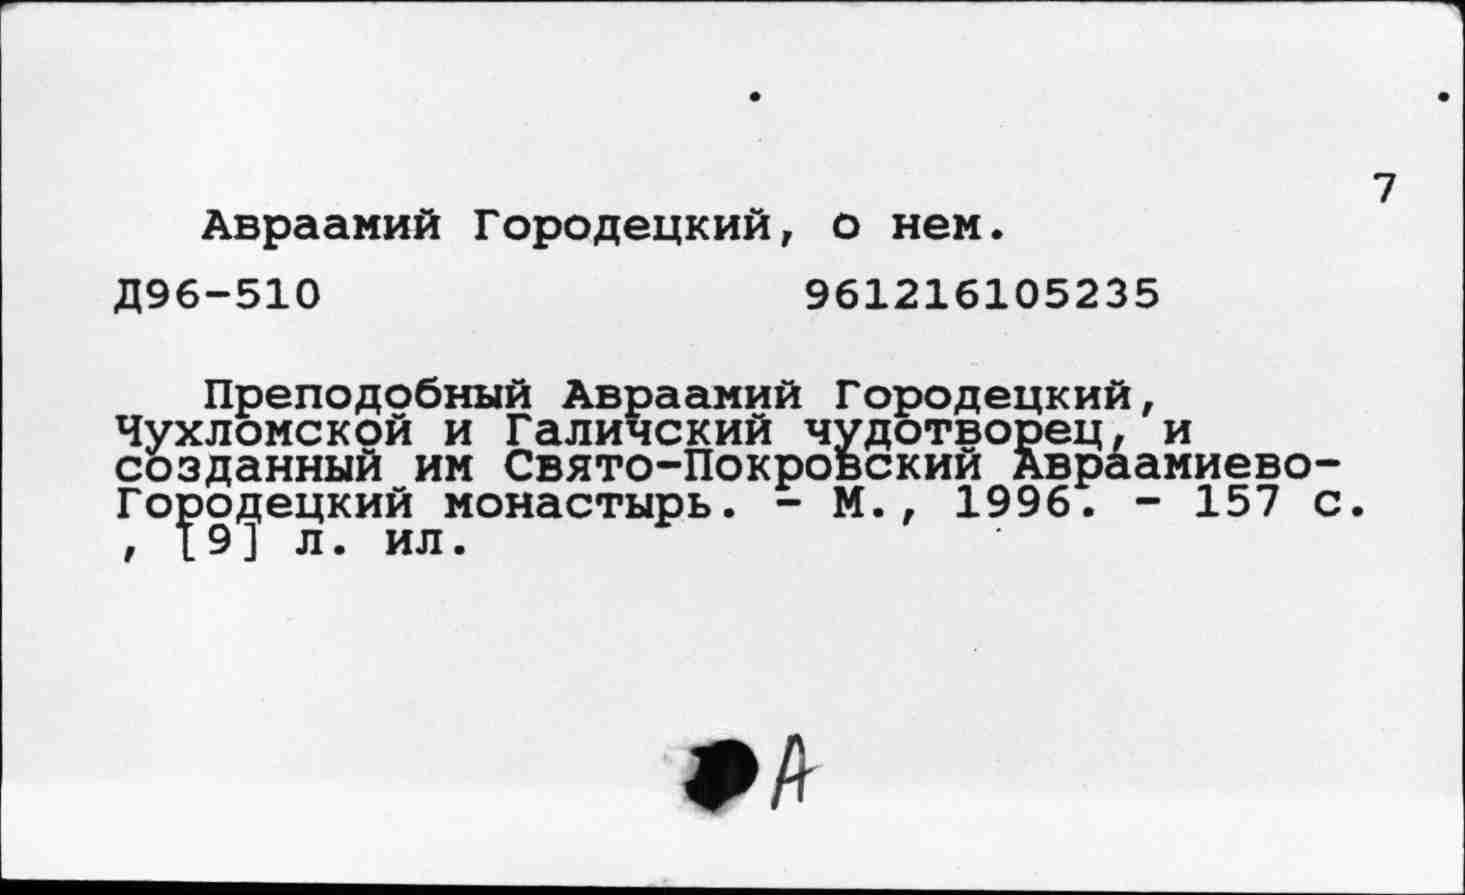 7
Авраамий Городецкий, о нем.
Д96-510 961216105235
Преподобный Авраамий Городецкий,
Чухломской и Галичский чудотворец, и
созданный им Свято-Покровский Авраамиево-
Городецкий монастырь. - М., 1996. - 157 с.
, [9] л. ил.
А